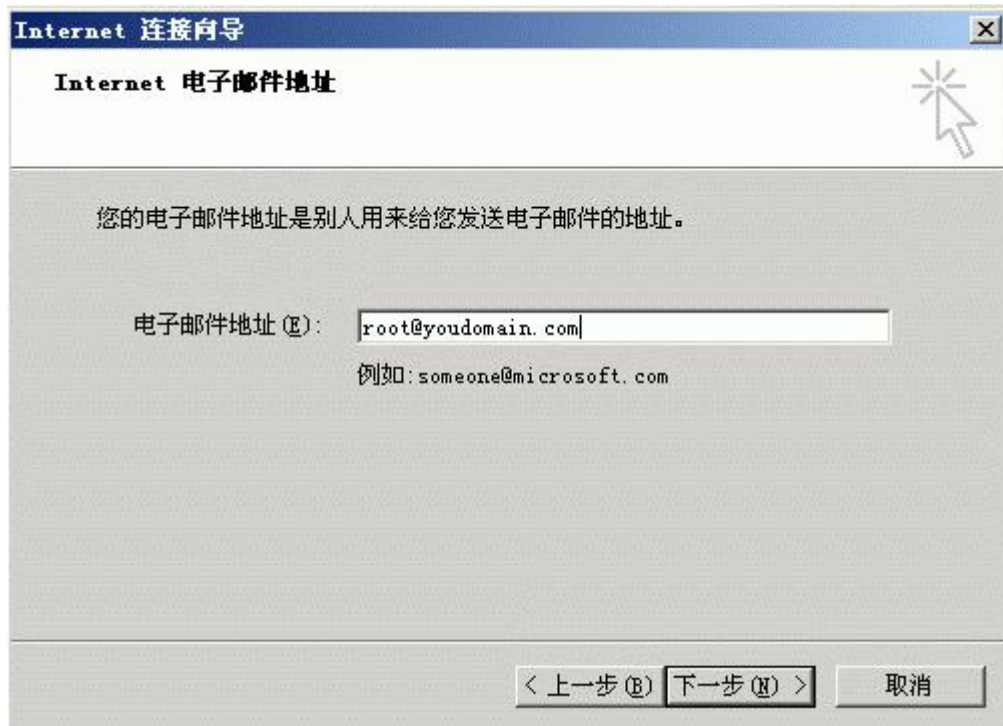 Internet 连接向导
Internet 电子邮件地址
您的电子邮件地址是别人用来给您发送电子邮件的地址。
电子邮件地址(E): root@youdomain.com
例如:someone@microsoft.com
< 上一步(B) 下一步(N) > 取消